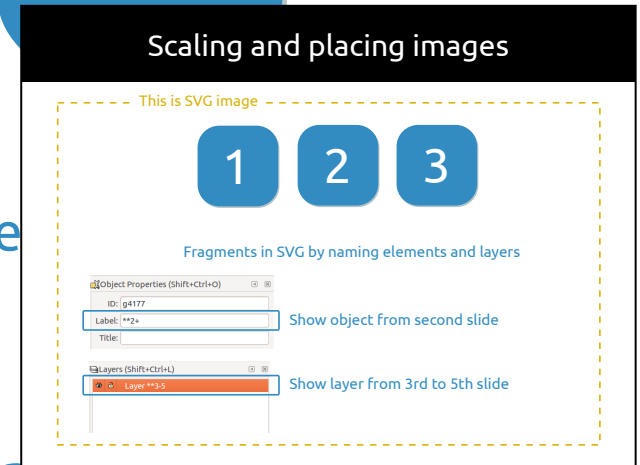 Scaling and placing images
This is SVG image
1 2 3
e
Fragments in SVG by naming elements and layers
Object Properties (Shift+Ctrl+O)
ID: g4177
Label: **2+
Show object from second slide
Title:
Layers (Shift+Ctrl+L)
Layer **3-5
Show layer from 3rd to 5th slide